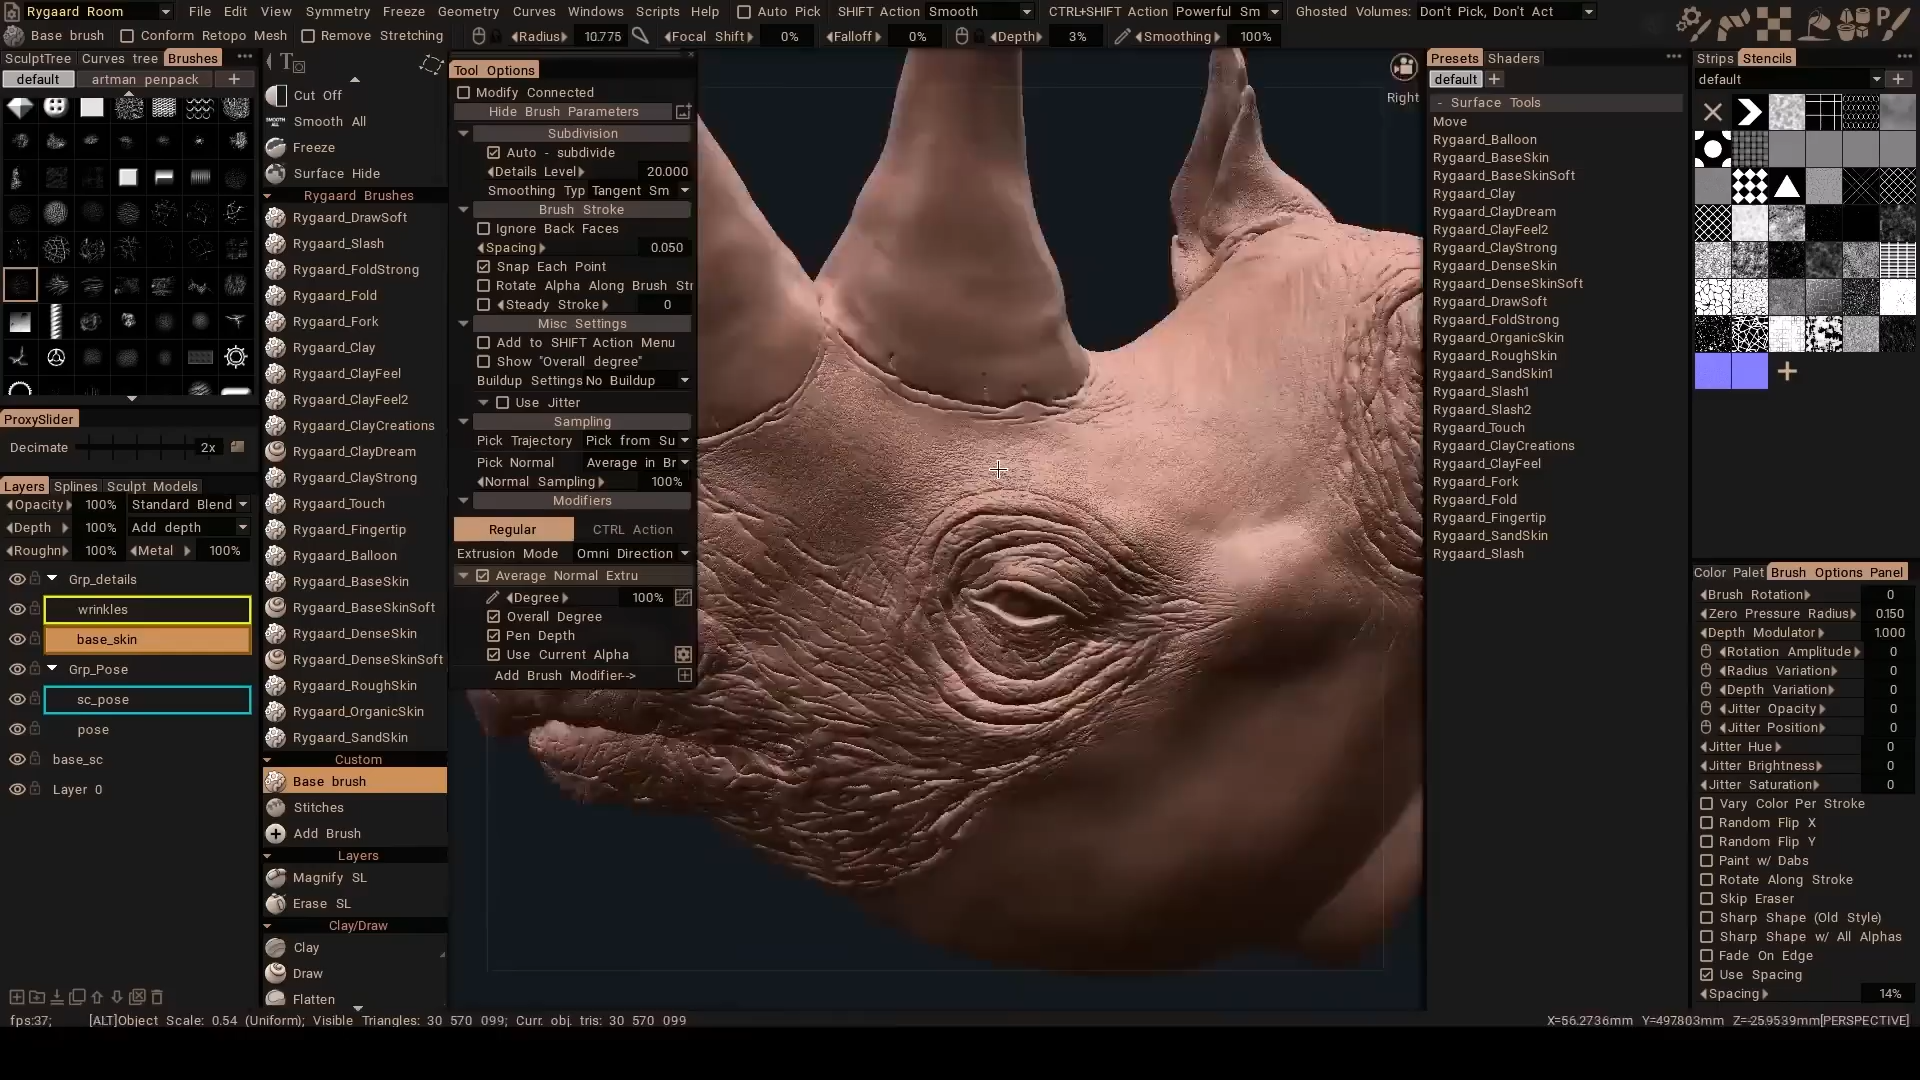 Rygaard Room
File Edit View Symmetry Freeze Geometry Curves Windows Scripts Help Auto Pick SHIFT Action Smooth CTRL+SHIFT Action Powerful Sm Ghosted Volumes: Don't Pick, Don't Act
Base brush Conform Retopo Mesh Remove Stretching Radius 10.775 Focal Shift 0% Falloff 0% Depth 3% Smoothing 100%
SculptTree Curves tree Brushes
default artman penpack +
ProxySlider
Decimate 2x
Layers Splines Sculpt Models
Opacity 100% Standard Blend
Depth 100% Add depth
Roughn 100% Metal 100%
Grp_details
wrinkles
base_skin
Grp_Pose
sc_pose
pose
base_sc
Layer 0
Cut Off
Smooth All
Freeze
Surface Hide
Rygaard Brushes
Rygaard_DrawSoft
Rygaard_Slash
Rygaard_FoldStrong
Rygaard_Fold
Rygaard_Fork
Rygaard_Clay
Rygaard_ClayFeel
Rygaard_ClayFeel2
Rygaard_ClayCreations
Rygaard_ClayDream
Rygaard_ClayStrong
Rygaard_Touch
Rygaard_Fingertip
Rygaard_Balloon
Rygaard_BaseSkin
Rygaard_BaseSkinSoft
Rygaard_DenseSkin
Rygaard_DenseSkinSoft
Rygaard_RoughSkin
Rygaard_OrganicSkin
Rygaard_SandSkin
Custom
Base brush
Stitches
Add Brush
Layers
Magnify SL
Erase SL
Clay/Draw
Clay
Draw
Flatten
Tool Options
Modify Connected
Hide Brush Parameters
Subdivision
Auto - subdivide
Details Level 20.000
Smoothing Typ Tangent Sm
Brush Stroke
Ignore Back Faces
Spacing 0.050
Snap Each Point
Rotate Alpha Along Brush Str
Steady Stroke 0
Misc Settings
Add to SHIFT Action Menu
Show "Overall degree"
Buildup Settings No Buildup
Use Jitter
Sampling
Pick Trajectory Pick from Su
Pick Normal Average in Br
Normal Sampling 100%
Modifiers
Regular CTRL Action
Extrusion Mode Omni Direction
Average Normal Extru
Degree 100%
Overall Degree
Pen Depth
Use Current Alpha
Add Brush Modifier-->
Right
Presets Shaders
default +
- Surface Tools
Move
Rygaard_Balloon
Rygaard_BaseSkin
Rygaard_BaseSkinSoft
Rygaard_Clay
Rygaard_ClayDream
Rygaard_ClayFeel2
Rygaard_ClayStrong
Rygaard_DenseSkin
Rygaard_DenseSkinSoft
Rygaard_DrawSoft
Rygaard_FoldStrong
Rygaard_OrganicSkin
Rygaard_RoughSkin
Rygaard_SandSkin1
Rygaard_Slash1
Rygaard_Slash2
Rygaard_Touch
Rygaard_ClayCreations
Rygaard_ClayFeel
Rygaard_Fork
Rygaard_Fold
Rygaard_Fingertip
Rygaard_SandSkin
Rygaard_Slash
Strips Stencils
default
Color Palet Brush Options Panel
Brush Rotation 0
Zero Pressure Radius 0.150
Depth Modulator 1.000
Rotation Amplitude 0
Radius Variation 0
Depth Variation 0
Jitter Opacity 0
Jitter Position 0
Jitter Hue 0
Jitter Brightness 0
Jitter Saturation 0
Vary Color Per Stroke
Random Flip X
Random Flip Y
Paint w/ Dabs
Rotate Along Stroke
Skip Eraser
Sharp Shape (Old Style)
Sharp Shape w/ All Alphas
Fade On Edge
Use Spacing
Spacing 14%
fps:37; [ALT]Object Scale: 0.54 (Uniform); Visible Triangles: 30 570 099; Curr. obj. tris: 30 570 099
X=56.2736mm Y=497.803mm Z=-25.9539mm[PERSPECTIVE]